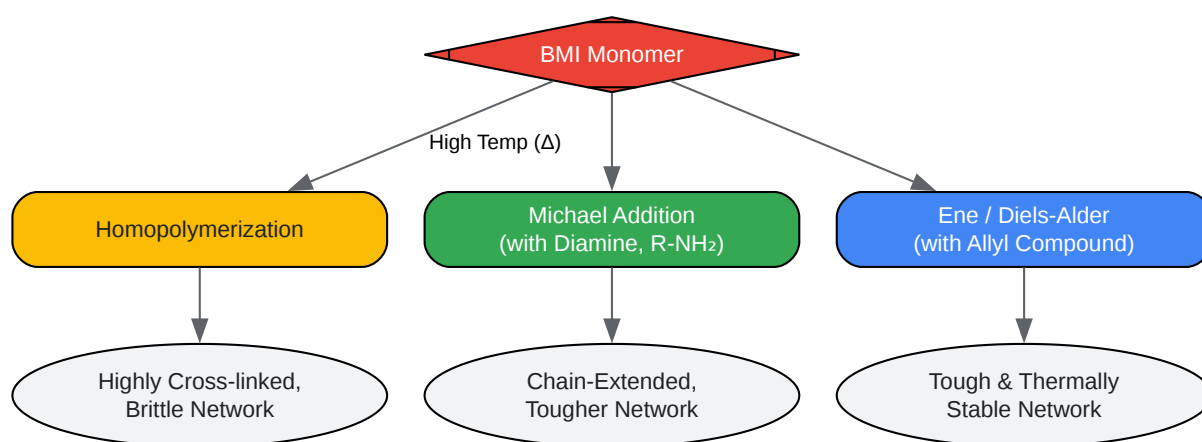 BMI Monomer
High Temp (Δ)
Homopolymerization
Michael Addition
(with Diamine, R-NH₂)
Ene / Diels-Alder
(with Allyl Compound)
Highly Cross-linked,
Brittle Network
Chain-Extended,
Tougher Network
Tough & Thermally
Stable Network